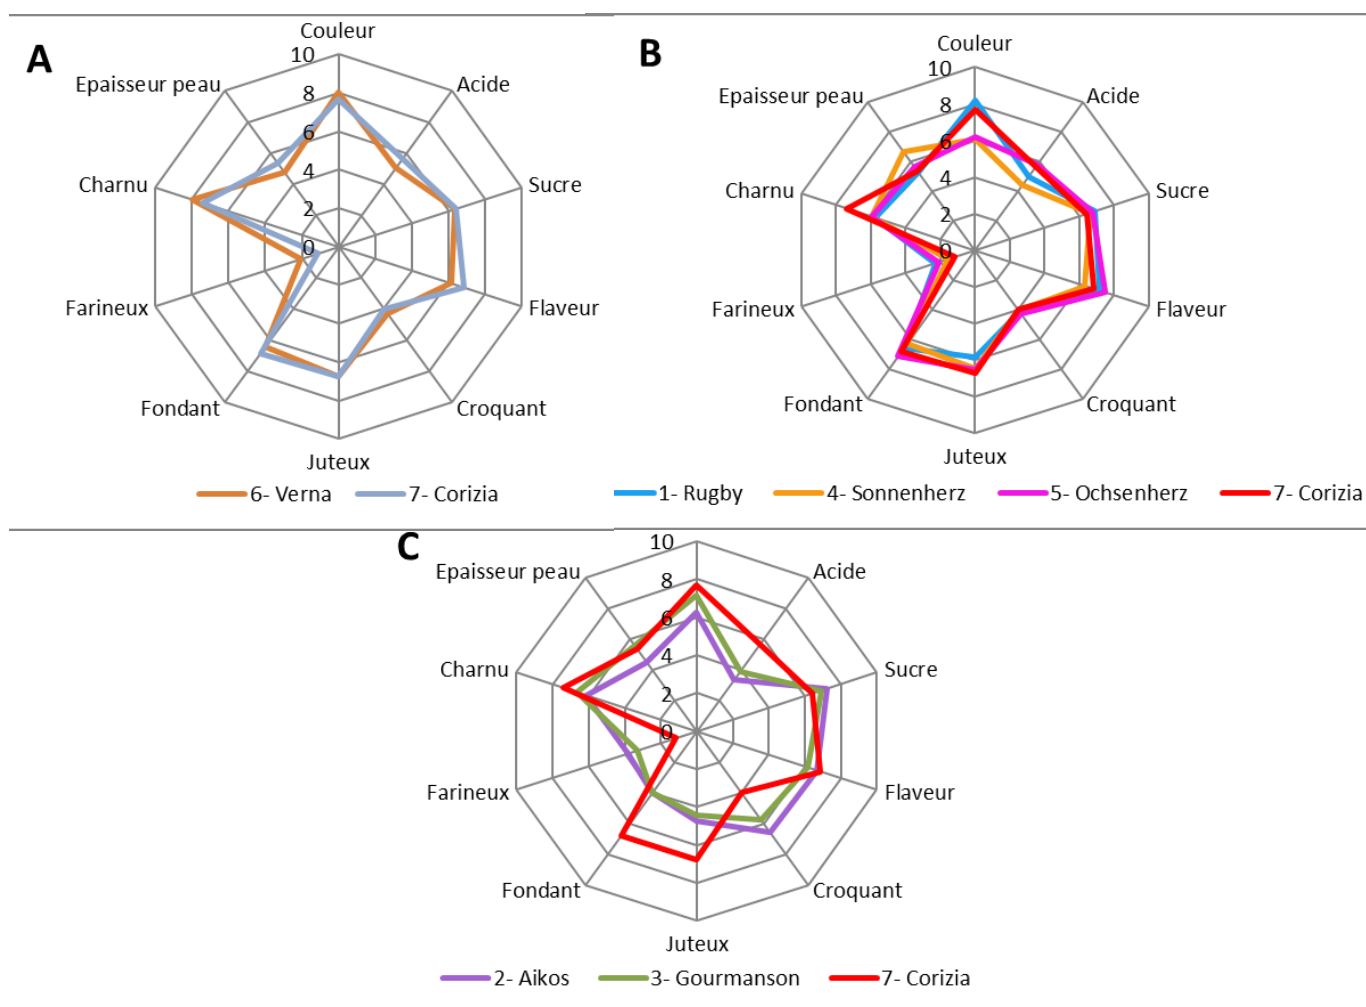 A
Couleur
10
Epaisseur peau
Acide
8
6
Charnu
4
Sucre
2
0
Farineux
Flaveur
Fondant
Croquant
Juteux
6- Verna
7- Corizia
B
Couleur
10
Epaisseur peau
Acide
8
6
Charnu
4
Sucre
2
0
Farineux
Flaveur
Fondant
Croquant
Juteux
1- Rugby
4- Sonnenherz
5- Ochsenherz
7- Corizia
C
10
Epaisseur peau
Acide
8
6
Charnu
4
Sucre
2
0
Farineux
Flaveur
Fondant
Croquant
Juteux
2- Aikos
3- Gourmanson
7- Corizia